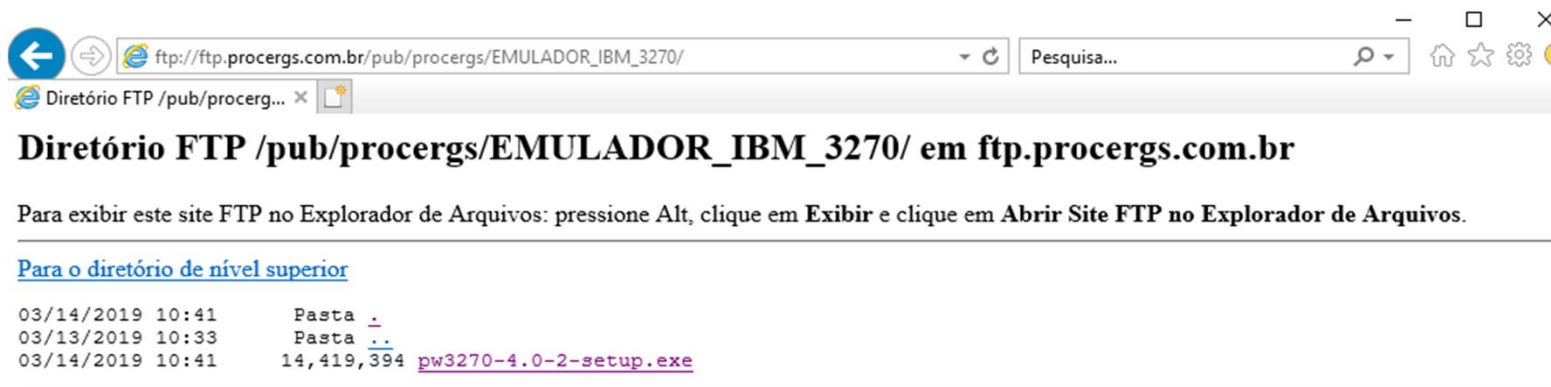 ftp://ftp.procergs.com.br/pub/procergs/EMULADOR_IBM_3270/ Pesquisa...
Diretório FTP /pub/procerg...
Diretório FTP /pub/procergs/EMULADOR_IBM_3270/ em ftp.procergs.com.br
Para exibir este site FTP no Explorador de Arquivos: pressione Alt, clique em Exibir e clique em Abrir Site FTP no Explorador de Arquivos.
Para o diretório de nível superior
03/14/2019 10:41 Pasta .
03/13/2019 10:33 Pasta ..
03/14/2019 10:41 14,419,394 pw3270-4.0-2-setup.exe